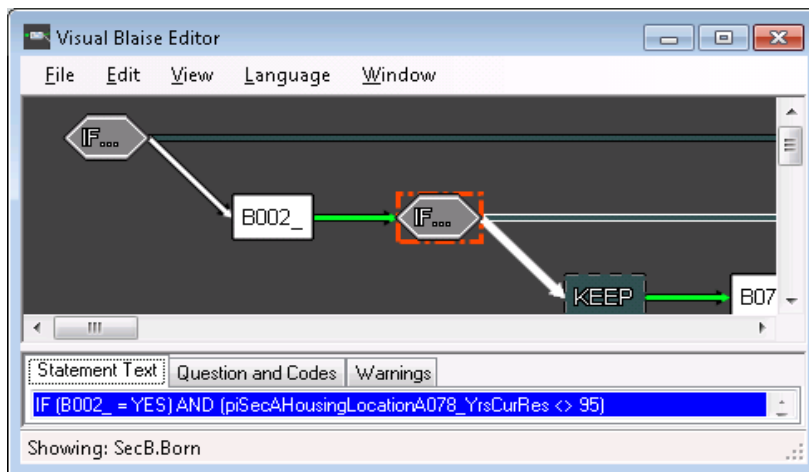 Visual Blaise Editor
File Edit View Language Window
IF...
B002_ IF...
KEEP B07
Statement Text Question and Codes Warnings
IF (B002_ = YES) AND (piSecAHousingLocationA078_YrsCurRes <> 95)
Showing: SecB.Born